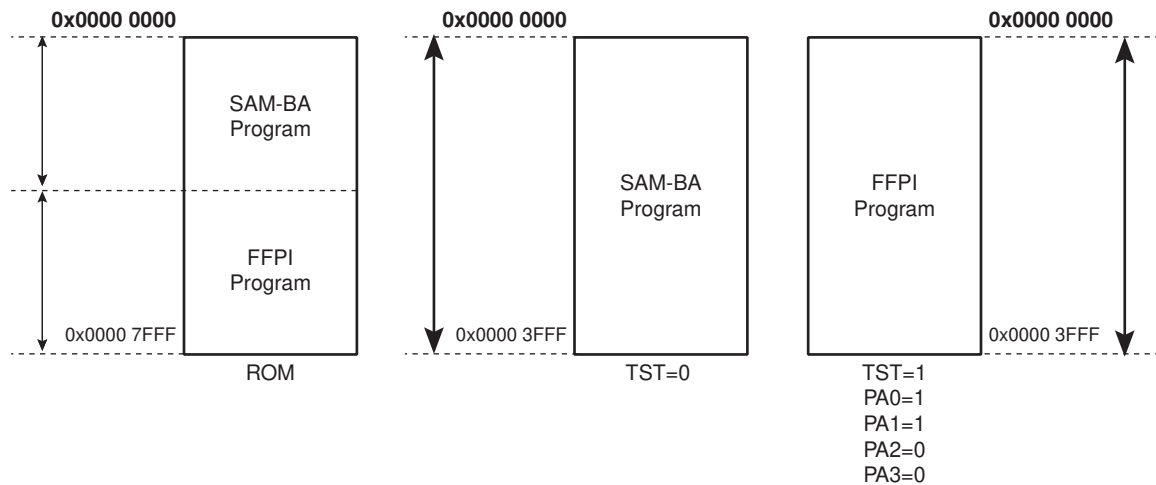 0x0000 0000
SAM-BA
Program
FFPI
Program
0x0000 7FFF
ROM
0x0000 0000
SAM-BA
Program
0x0000 3FFF
TST=0
0x0000 0000
FFPI
Program
0x0000 3FFF
TST=1
PA0=1
PA1=1
PA2=0
PA3=0